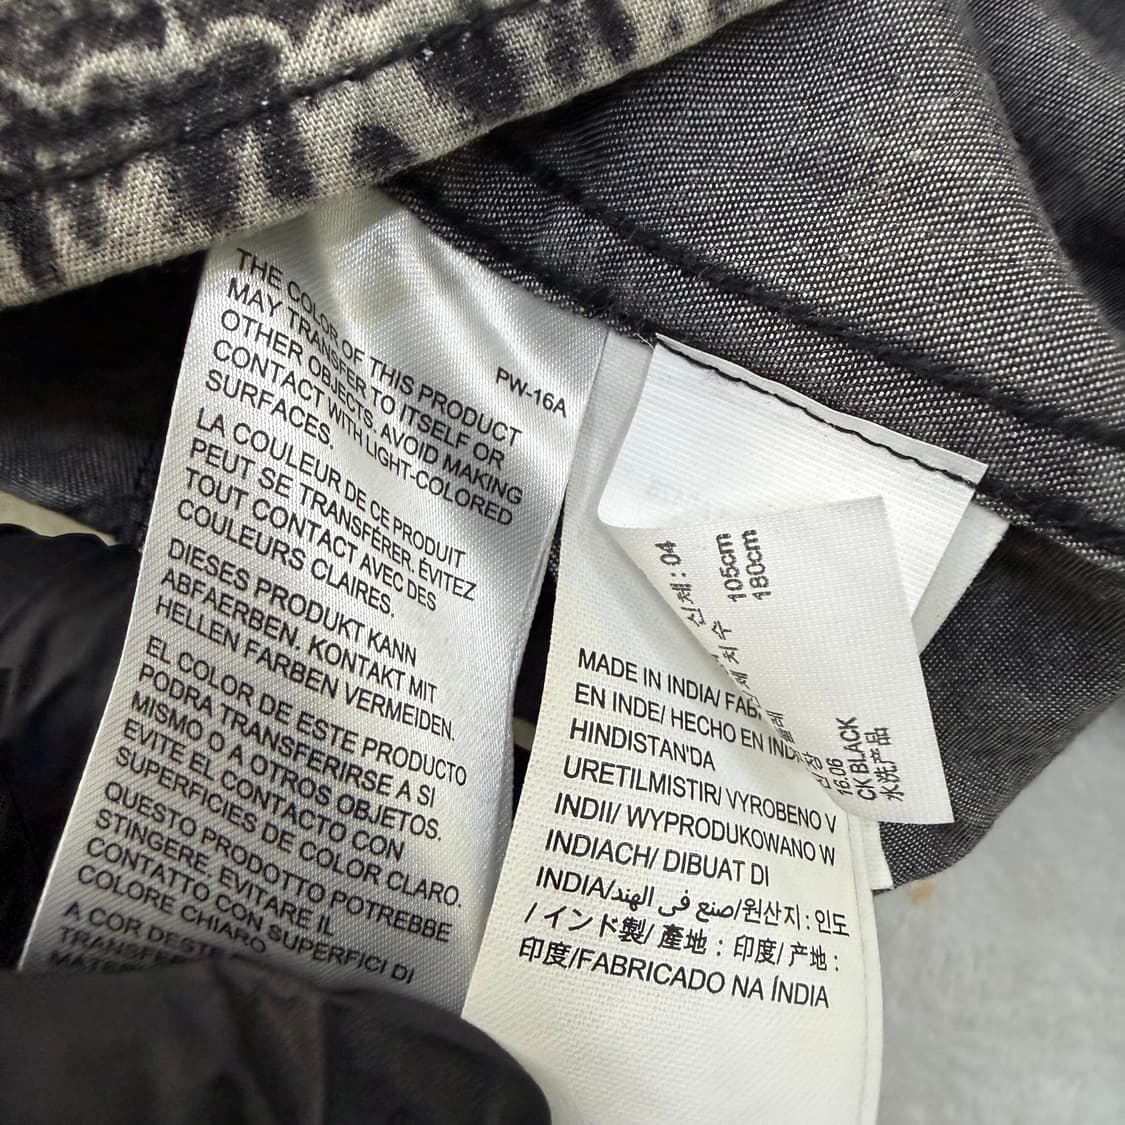 THE COLOR OF THIS PRODUCT
MAY TRANSFER TO ITSELF OR
OTHER OBJECTS. AVOID MAKING
CONTACT WITH LIGHT-COLORED
SURFACES.
LA COULEUR DE CE PRODUIT
PEUT SE TRANSFÉRER. ÉVITEZ
TOUT CONTACT AVEC DES
COULEURS CLAIRES.
DIESES PRODUKT KANN
ABFAERBEN. KONTAKT MIT
HELLEN FARBEN VERMEIDEN.
EL COLOR DE ESTE PRODUCTO
PODRA TRANSFERIRSE A SI
MISMO O A OTROS OBJETOS.
EVITE EL CONTACTO CON
SUPERFICIES DE COLOR CLARO.
QUESTO PRODOTTO POTREBBE
STINGERE. EVITARE IL
CONTATTO CON SUPERFICI DI
COLORE CHIARO
A COR DESTE
PW-16A
MADE IN INDIA/
EN INDE/ HECHO EN
HINDISTAN'DA
URETILMISTIR/ VYROBENO V
INDII/ WYPRODUKOWANO W
INDIACH/ DIBUAT DI
INDIA/صنع في الهند/원산지 : 인도
/ インド製/ 產地 : 印度/ 产地 :
印度/FABRICADO NA ÍNDIA
신체 : 04
105cm
180cm
16.06
CK BLACK
水洗产品